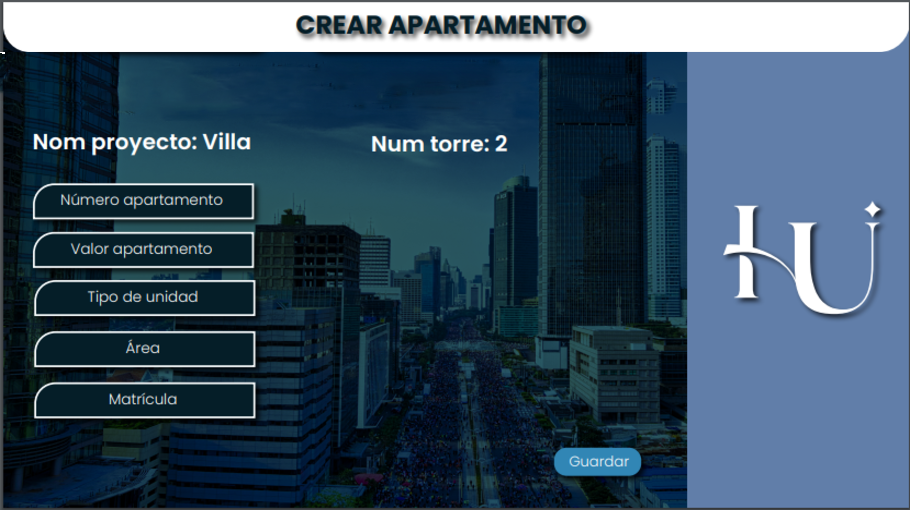 CREAR APARTAMENTO
Nom proyecto: Villa
Num torre: 2
Número apartamento
Valor apartamento
Tipo de unidad
Área
Matrícula
Guardar
HU